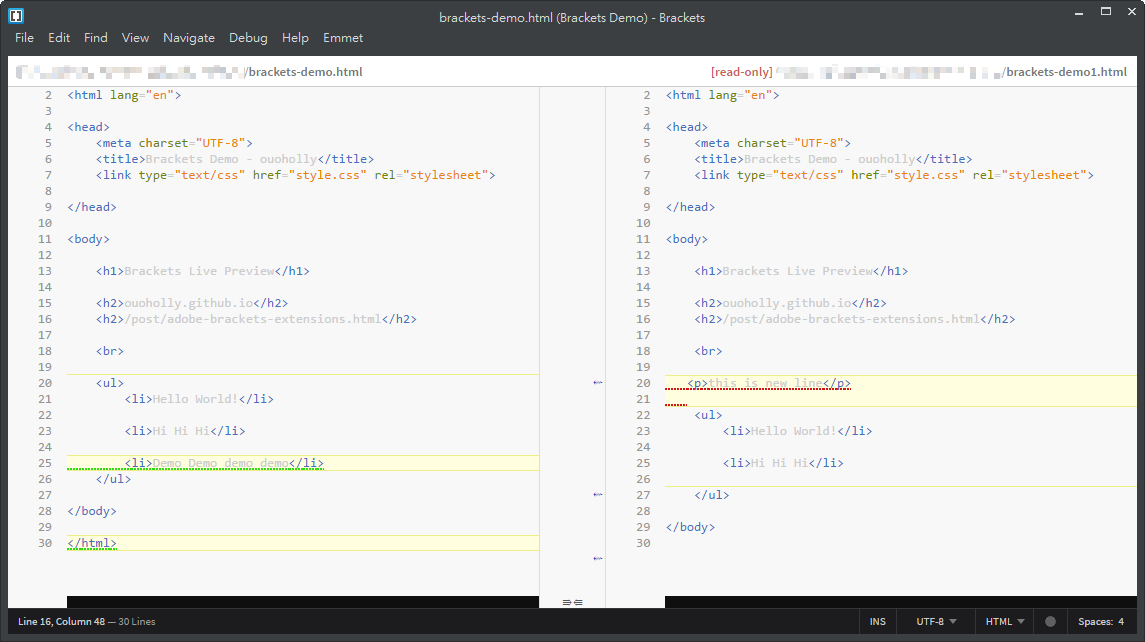 brackets-demo.html (Brackets Demo) - Brackets
File Edit Find View Navigate Debug Help Emmet
/brackets-demo.html
2 <html lang="en">
3
4 <head>
5 <meta charset="UTF-8">
6 <title>Brackets Demo - ouoholly</title>
7 <link type="text/css" href="style.css" rel="stylesheet">
8
9 </head>
10
11 <body>
12
13 <h1>Brackets Live Preview</h1>
14
15 <h2>ouoholly.github.io</h2>
16 <h2>/post/adobe-brackets-extensions.html</h2>
17
18 <br>
19
20 <ul>
21 <li>Hello World!</li>
22
23 <li>Hi Hi Hi</li>
24
25 <li>Demo Demo demo demo</li>
26 </ul>
27
28 </body>
29
30 </html>
[read-only] /brackets-demo1.html
2 <html lang="en">
3
4 <head>
5 <meta charset="UTF-8">
6 <title>Brackets Demo - ouoholly</title>
7 <link type="text/css" href="style.css" rel="stylesheet">
8
9 </head>
10
11 <body>
12
13 <h1>Brackets Live Preview</h1>
14
15 <h2>ouoholly.github.io</h2>
16 <h2>/post/adobe-brackets-extensions.html</h2>
17
18 <br>
19
20 <p>this is new line</p>
21
22 <ul>
23 <li>Hello World!</li>
24
25 <li>Hi Hi Hi</li>
26
27 </ul>
28
29 </body>
30
Line 16, Column 48 — 30 Lines
INS UTF-8 HTML Spaces: 4